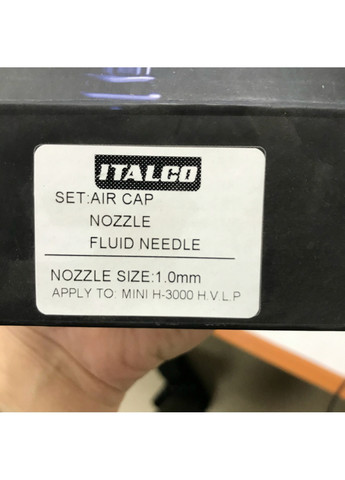 ITALCO
SET:AIR CAP
NOZZLE
FLUID NEEDLE
NOZZLE SIZE:1.0mm
APPLY TO: MINI H-3000 H.V.L.P